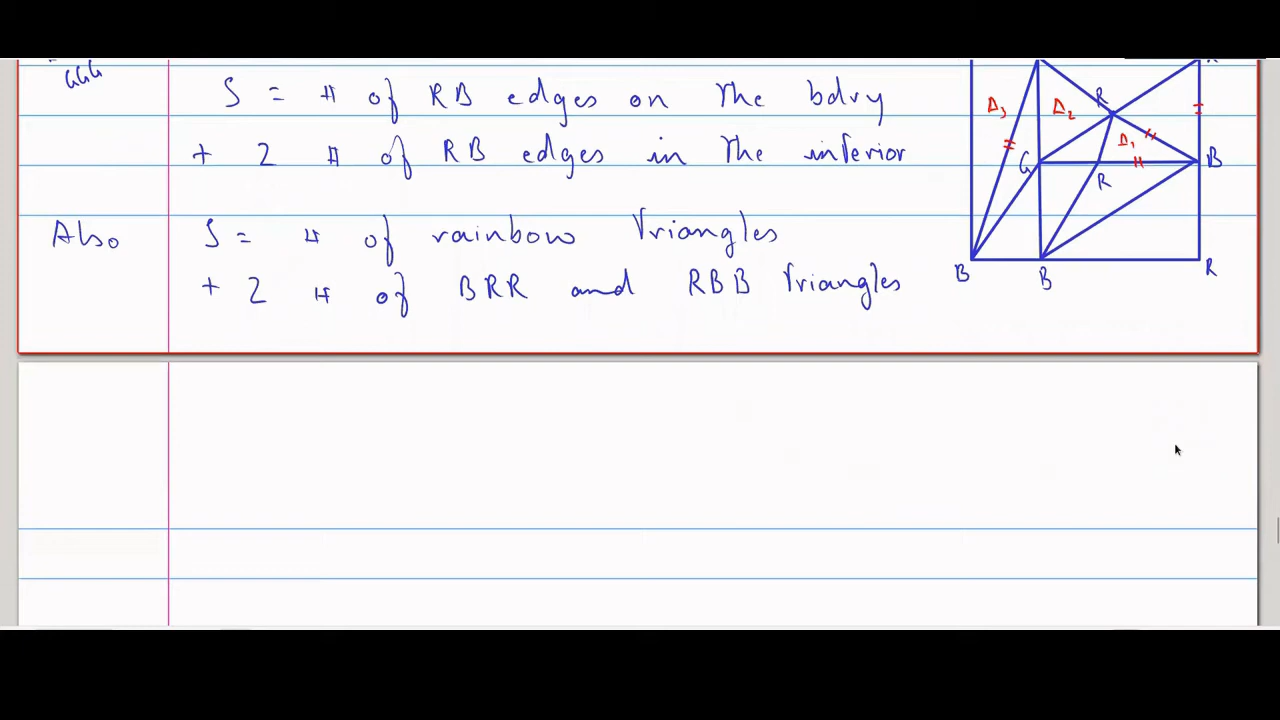 GGG
S = # of RB edges on the bdry
+ 2 # of RB edges in the interior
Also S = # of rainbow triangles
+ 2 # of BRR and RBB triangles
Δ3 Δ2 R
Δ1
G R B
B B R